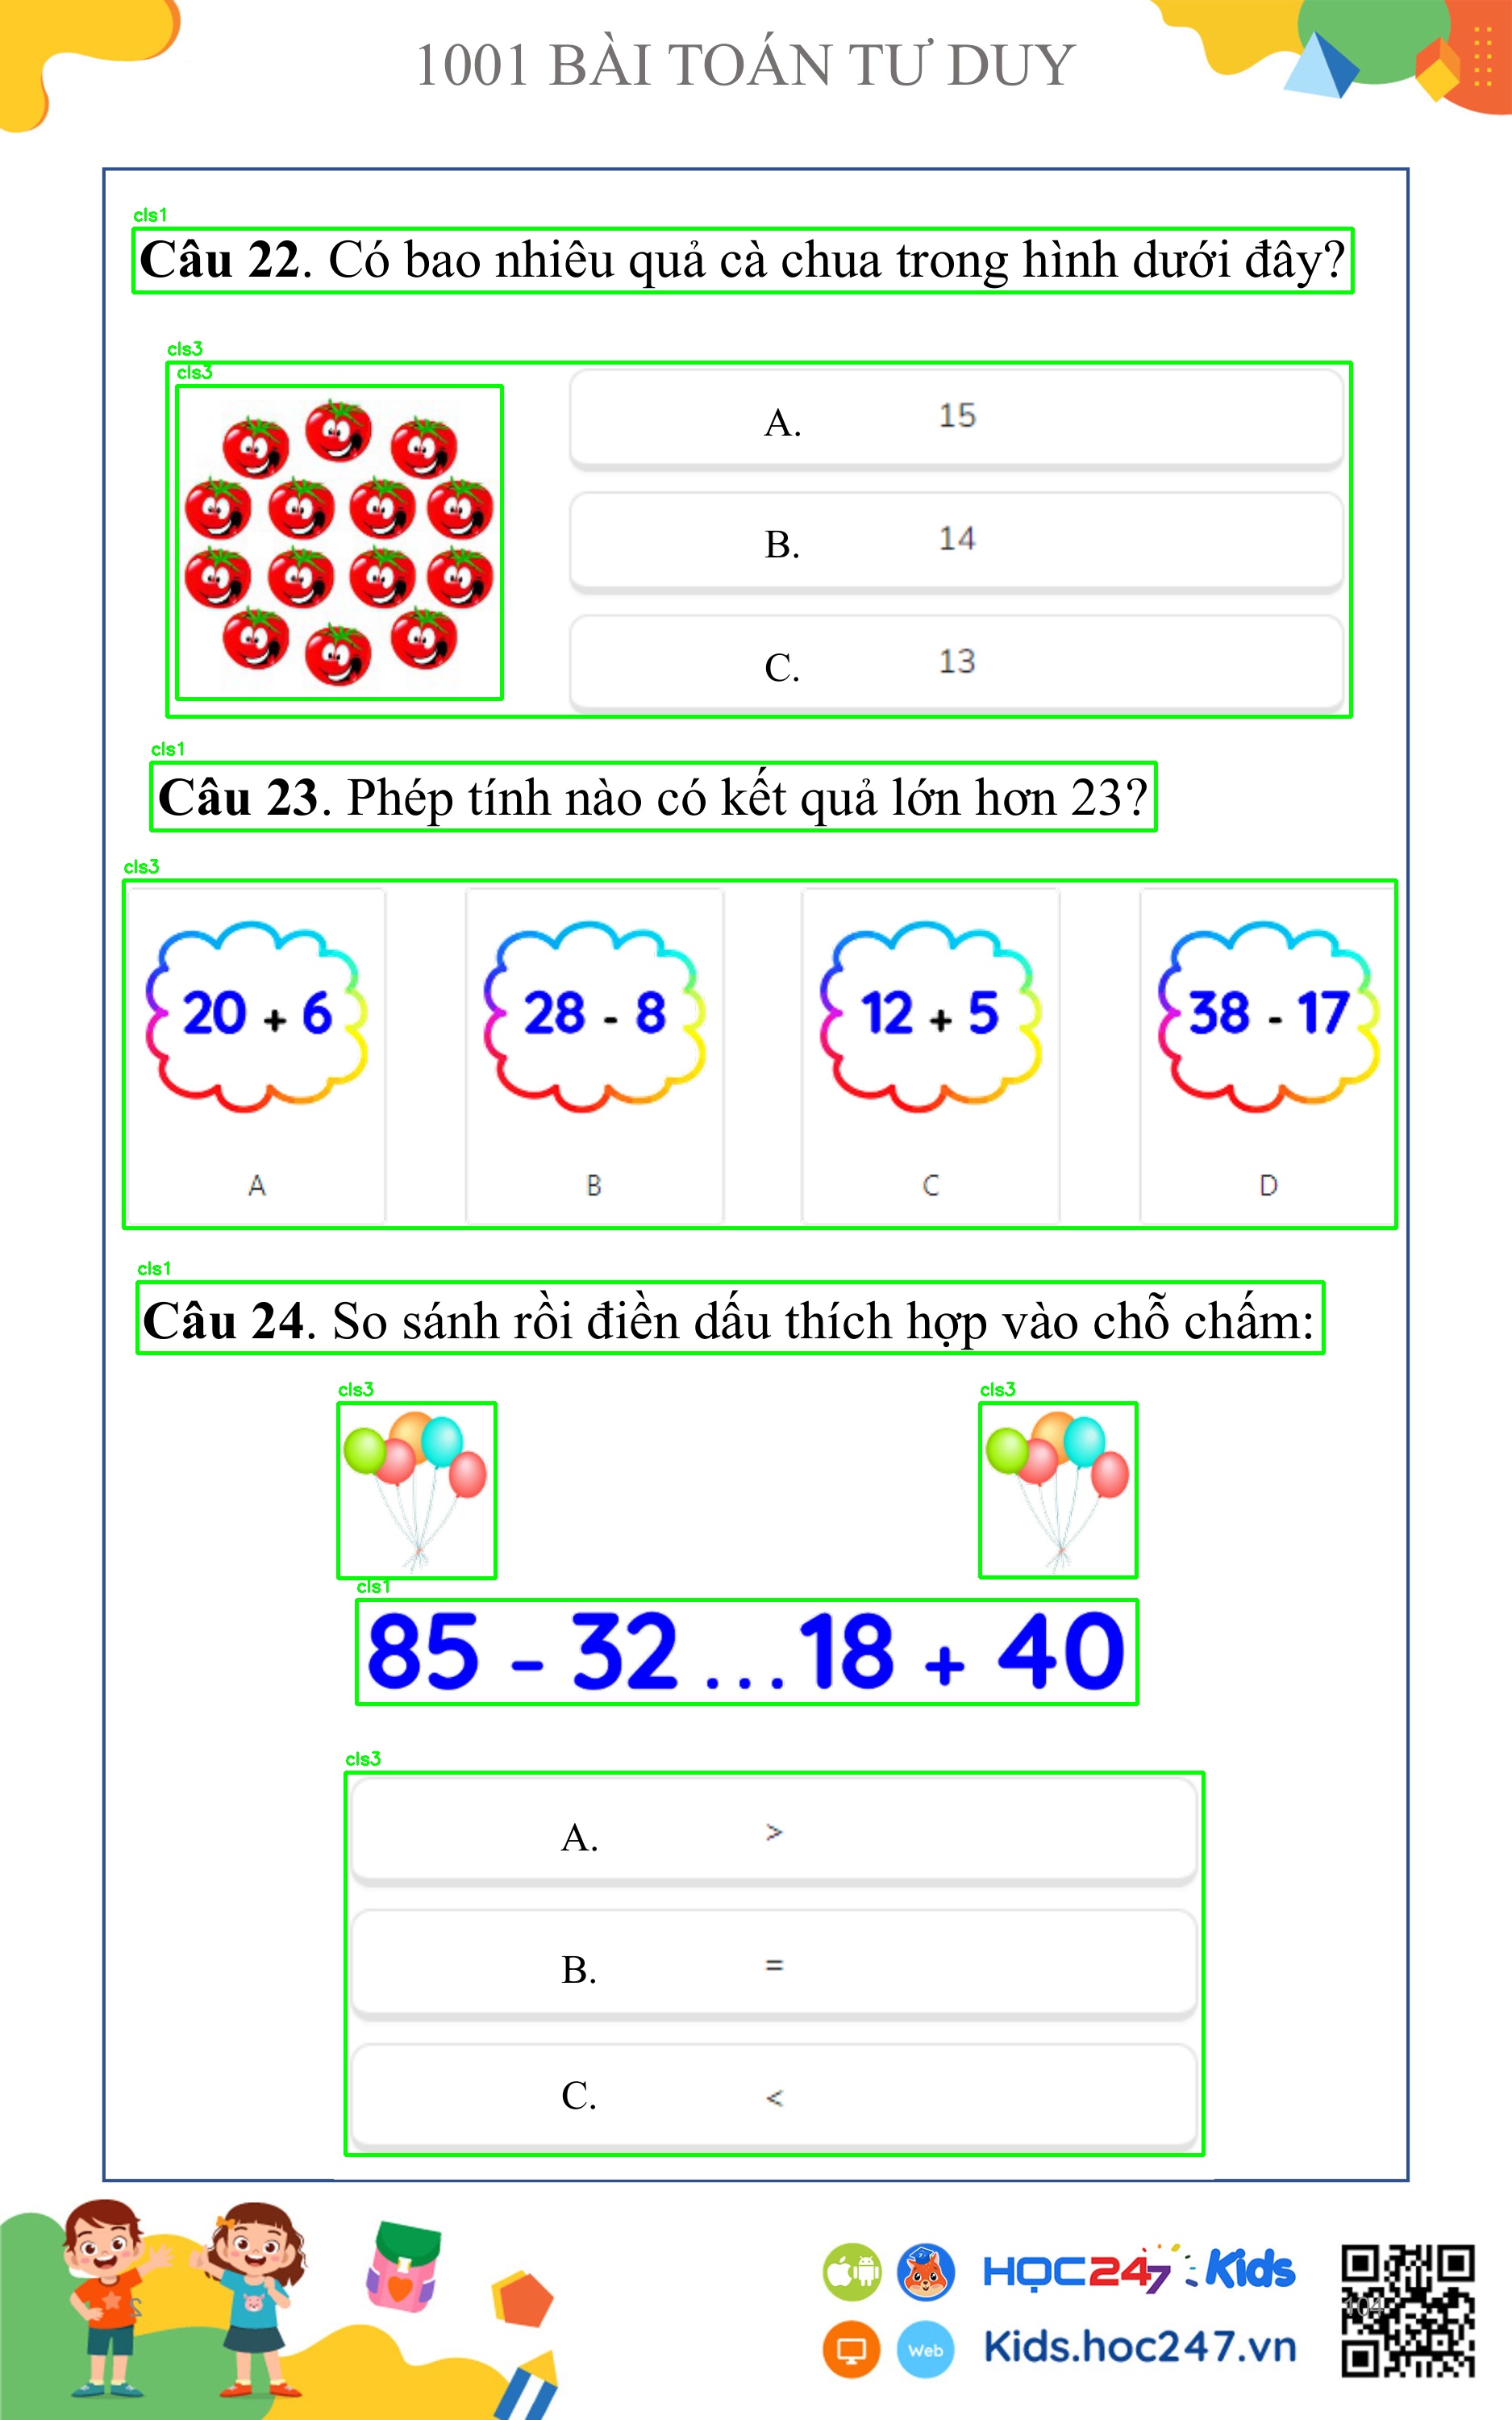 1001 BÀI TOÁN TƯ DUY
cls1
Câu 22. Có bao nhiêu quả cà chua trong hình dưới đây?
cls3
cls3
A. 15
B. 14
C. 13
cls1
Câu 23. Phép tính nào có kết quả lớn hơn 23?
cls3
20 + 6 28 - 8 12 + 5 38 - 17
A B C D
cls1
Câu 24. So sánh rồi điền dấu thích hợp vào chỗ chấm:
cls3 cls3
cls1
85 - 32 ... 18 + 40
cls3
A. >
B. =
C. <
HỌC247 Kids
2
104
Web
Kids.hoc247.vn